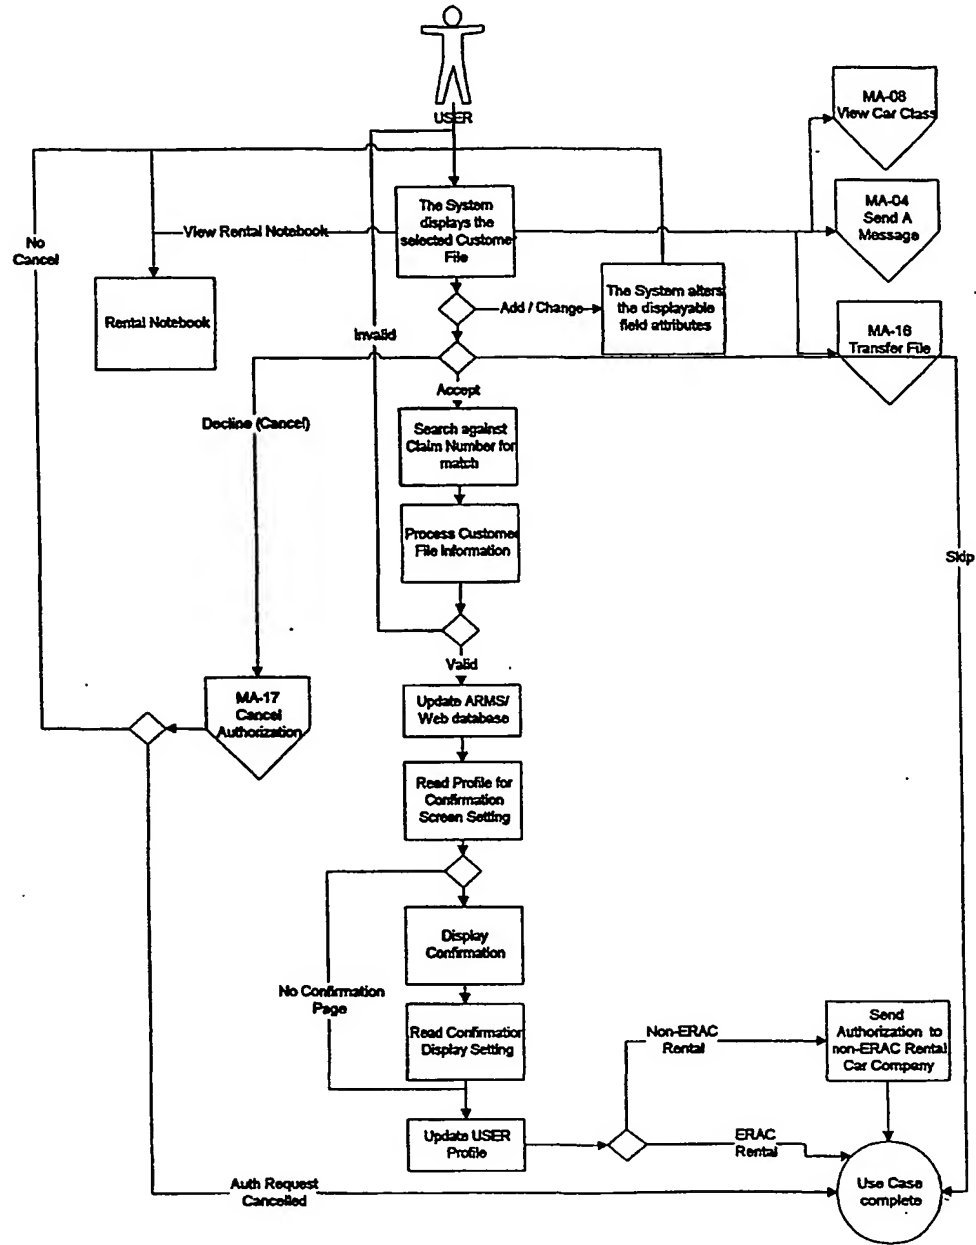 USER
MA-08
View Car Class
The System
displays the
selected Customer
File
MA-04
Send A
Message
View Rental Notebook
No
Cancel
Rental Notebook
Add / Change
The System alters
the displayable
field attributes
Invalid
MA-16
Transfer File
Accept
Decline (Cancel)
Search against
Claim Number for
match
Process Customer
File Information
Skip
Valid
MA-17
Cancel
Authorization
Update ARMS/
Web database
Read Profile for
Confirmation
Screen Setting
Display
Confirmation
No Confirmation
Page
Read Confirmation
Display Setting
Non-ERAC
Rental
Send
Authorization to
non-ERAC Rental
Car Company
Update USER
Profile
ERAC
Rental
Auth Request
Cancelled
Use Case
complete